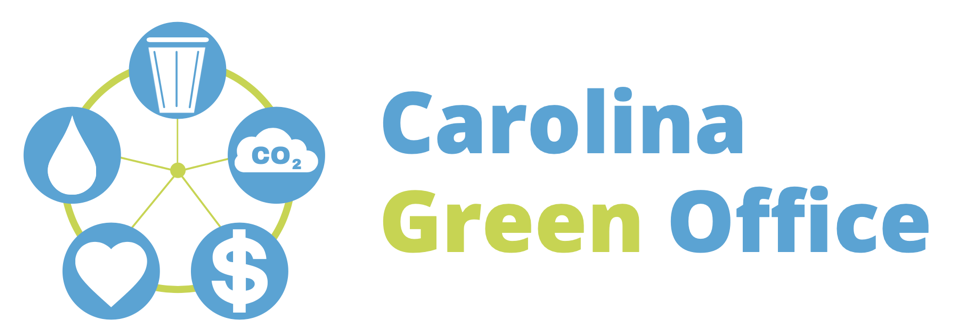 CO₂
$
Carolina
Green Office